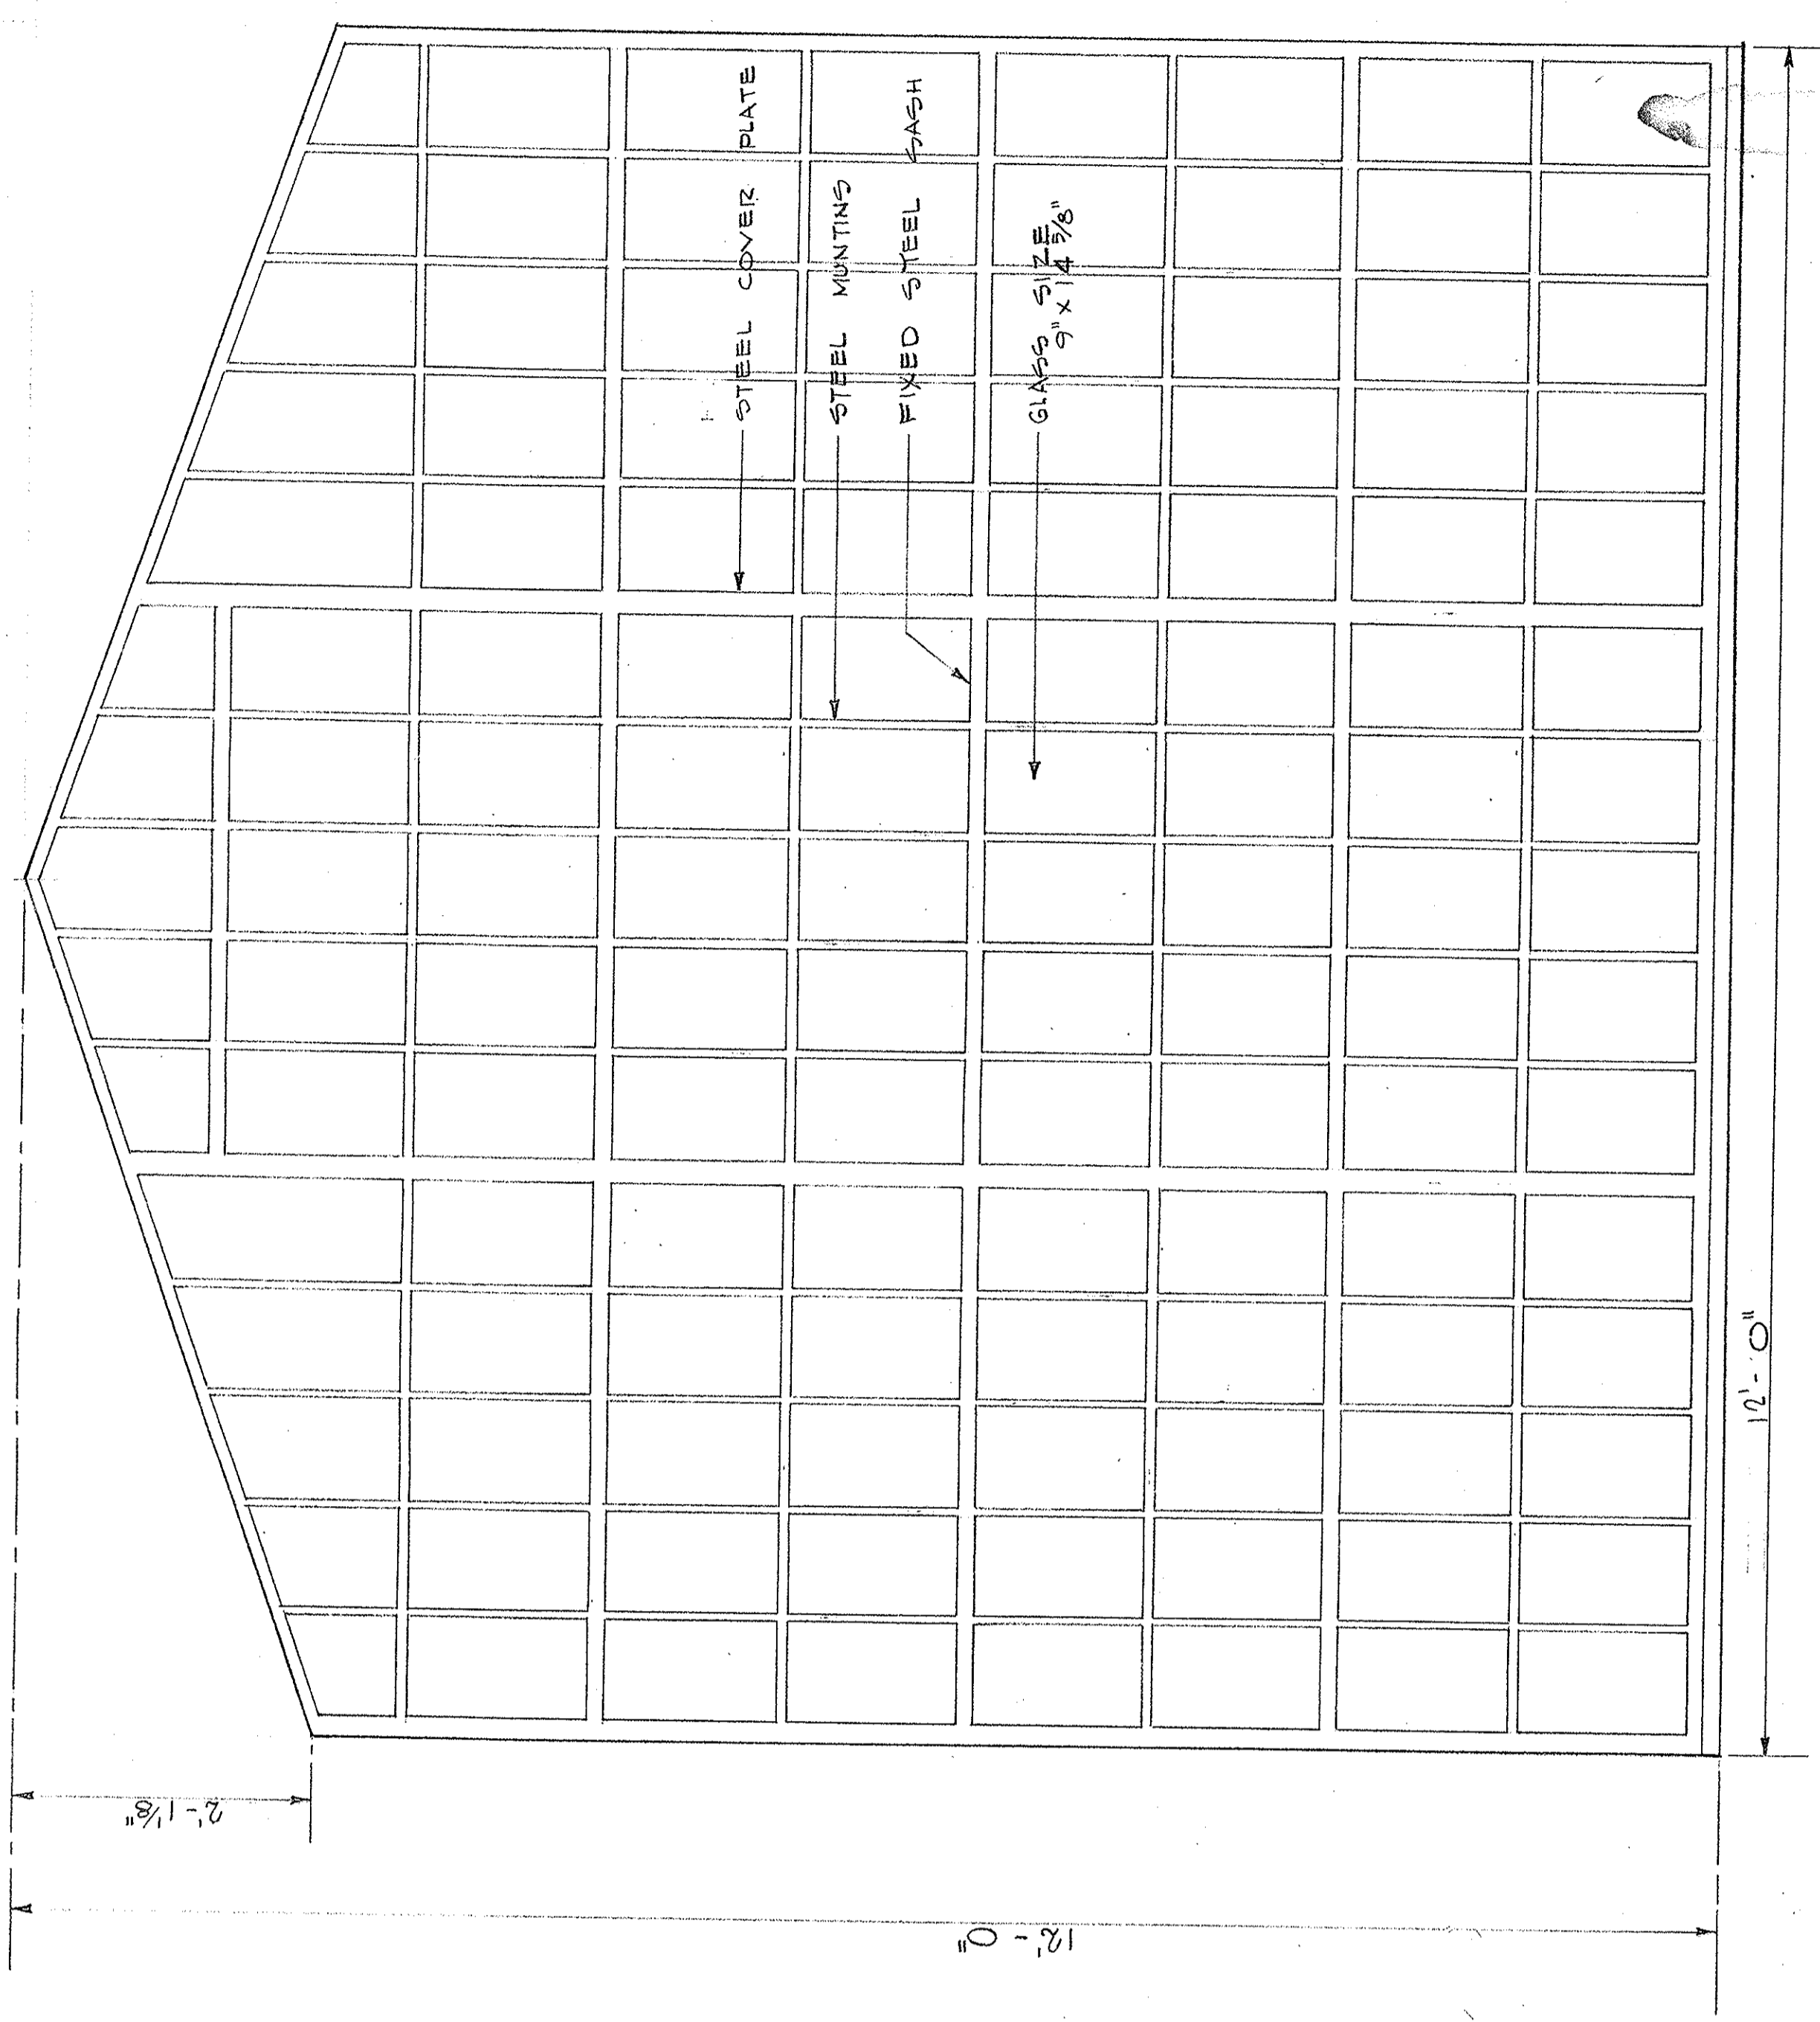 STEEL COVER PLATE
STEEL MUNTINS
FIXED STEEL SASH
GLASS SIZE
9" X 14 5/8"
12'-0"
2'-1 1/8"
12'-0"